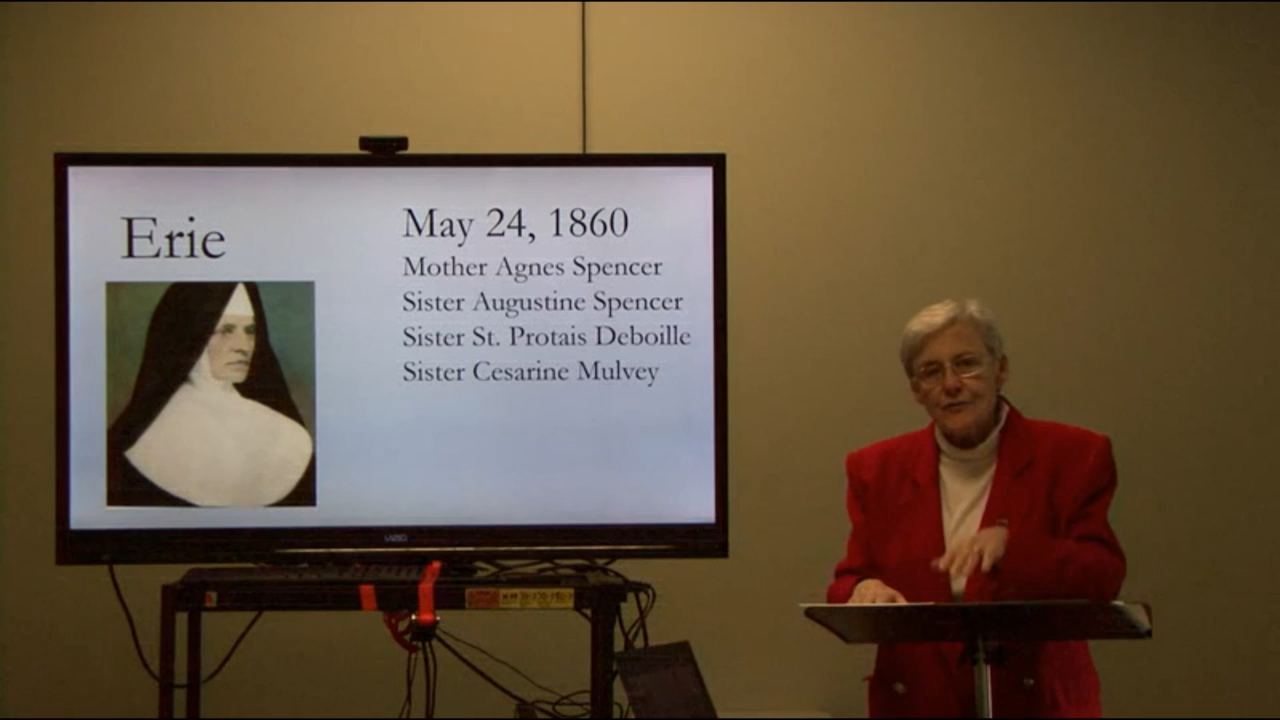 Erie
May 24, 1860
Mother Agnes Spencer
Sister Augustine Spencer
Sister St. Protais Deboille
Sister Cesarine Mulvey
VIZIO